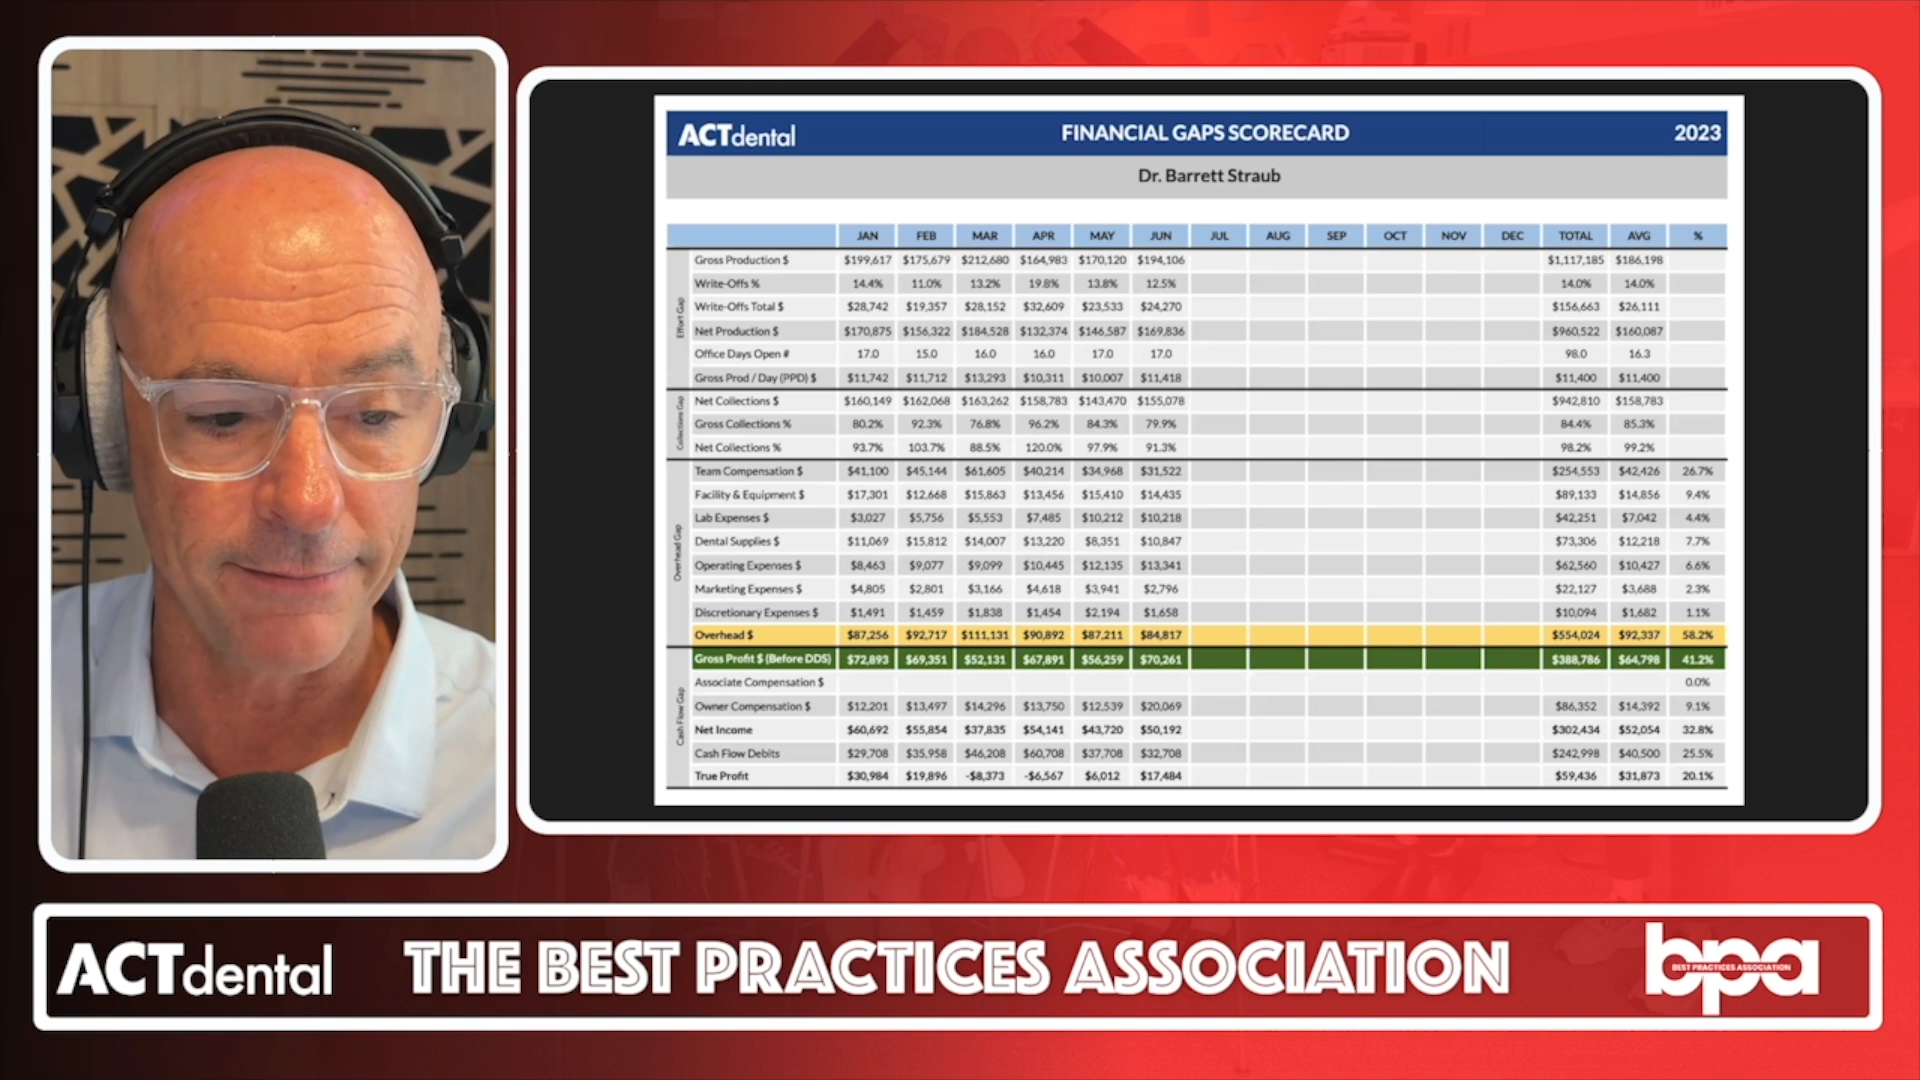 ACTdental FINANCIAL GAPS SCORECARD 2023
Dr. Barrett Straub
JAN FEB MAR APR MAY JUN JUL AUG SEP OCT NOV DEC TOTAL AVG %
Effort Gap
Gross Production $ $199,617 $175,679 $212,680 $164,983 $170,120 $194,106 $1,117,185 $186,198
Write-Offs % 14.4% 11.0% 13.2% 19.8% 13.8% 12.5% 14.0% 14.0%
Write-Offs Total $ $28,742 $19,357 $28,152 $32,609 $23,533 $24,270 $156,663 $26,111
Net Production $ $170,875 $156,322 $184,528 $132,374 $146,587 $169,836 $960,522 $160,087
Office Days Open # 17.0 15.0 16.0 16.0 17.0 17.0 98.0 16.3
Gross Prod / Day (PPD) $ $11,742 $11,712 $13,293 $10,311 $10,007 $11,418 $11,400 $11,400
Collections Gap
Net Collections $ $160,149 $162,068 $163,262 $158,783 $143,470 $155,078 $942,810 $158,783
Gross Collections % 80.2% 92.3% 76.8% 96.2% 84.3% 79.9% 84.4% 85.3%
Net Collections % 93.7% 103.7% 88.5% 120.0% 97.9% 91.3% 98.2% 99.2%
Overhead Gap
Team Compensation $ $41,100 $45,144 $61,605 $40,214 $34,968 $31,522 $254,553 $42,426 26.7%
Facility & Equipment $ $17,301 $12,668 $15,863 $13,456 $15,410 $14,435 $89,133 $14,856 9.4%
Lab Expenses $ $3,027 $5,756 $5,553 $7,485 $10,212 $10,218 $42,251 $7,042 4.4%
Dental Supplies $ $11,069 $15,812 $14,007 $13,220 $8,351 $10,847 $73,306 $12,218 7.7%
Operating Expenses $ $8,463 $9,077 $9,099 $10,445 $12,135 $13,341 $62,560 $10,427 6.6%
Marketing Expenses $ $4,805 $2,801 $3,166 $4,618 $3,941 $2,796 $22,127 $3,688 2.3%
Discretionary Expenses $ $1,491 $1,459 $1,838 $1,454 $2,194 $1,658 $10,094 $1,682 1.1%
Overhead $ $87,256 $92,717 $111,131 $90,892 $87,211 $84,817 $554,024 $92,337 58.2%
Cash Flow Gap
Gross Profit $ (Before DDS) $72,893 $69,351 $52,131 $67,891 $56,259 $70,261 $388,786 $64,798 41.2%
Associate Compensation $ 0.0%
Owner Compensation $ $12,201 $13,497 $14,296 $13,750 $12,539 $20,069 $86,352 $14,392 9.1%
Net Income $60,692 $55,854 $37,835 $54,141 $43,720 $50,192 $302,434 $52,054 32.8%
Cash Flow Debits $29,708 $35,958 $46,208 $60,708 $37,708 $32,708 $242,998 $40,500 25.5%
True Profit $30,984 $19,896 -$8,373 -$6,567 $6,012 $17,484 $59,436 $31,873 20.1%
ACTdental THE BEST PRACTICES ASSOCIATION bpa
BEST PRACTICES ASSOCIATION